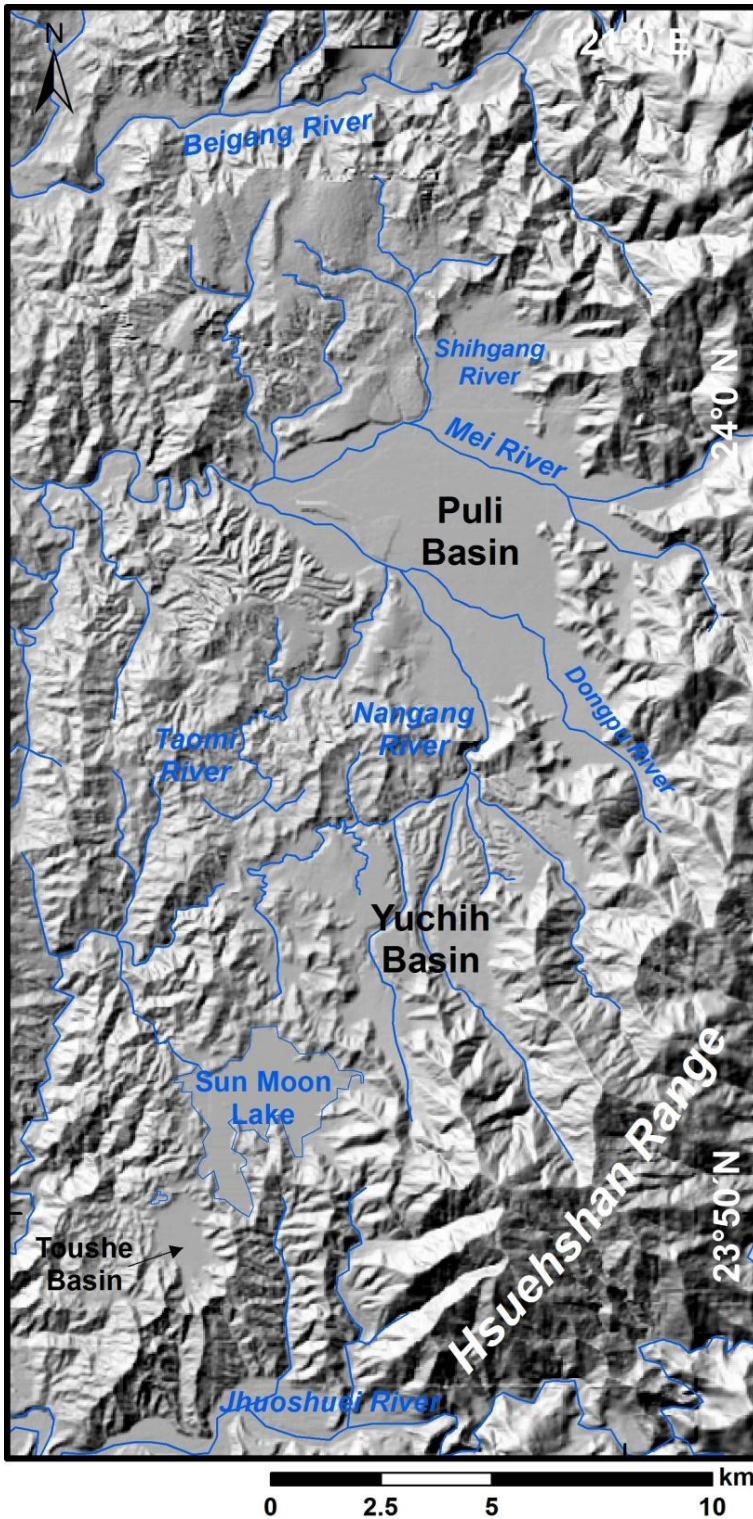 N
121°0´E
Beigang River
Shihgang
River
24°0´N
Mei River
Puli
Basin
Dongpu River
Nangang
River
Taomi
River
Yuchih
Basin
Sun Moon
Lake
Hsuehshan Range
23°50´N
Toushe
Basin
Jhuoshuei River
km
0 2.5 5 10